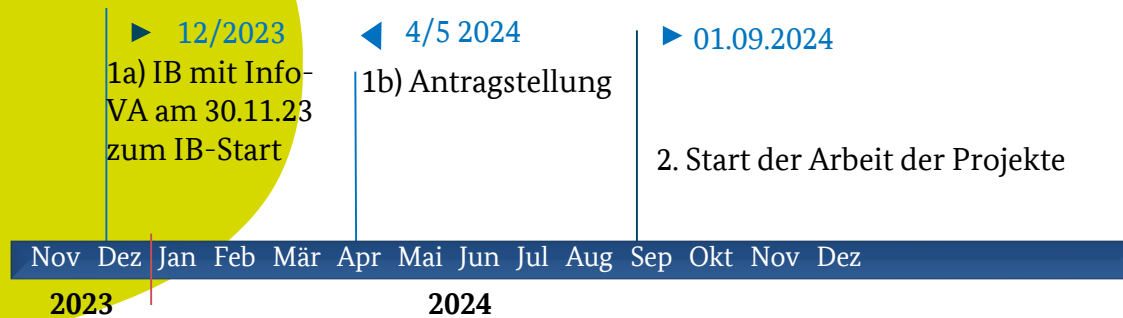 12/2023
1a) IB mit Info-
VA am 30.11.23
zum IB-Start
4/5 2024
1b) Antragstellung
01.09.2024
2. Start der Arbeit der Projekte
Nov Dez Jan Feb Mär Apr Mai Jun Jul Aug Sep Okt Nov Dez
2023 2024